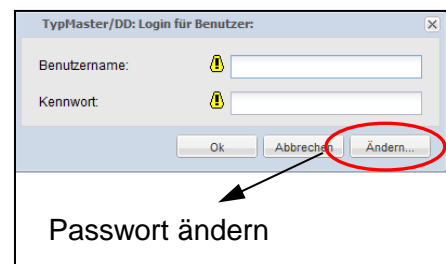 TypMaster/DD: Login für Benutzer:
Benutzername:
Kennwort:
Ok Abbrechen Ändern...
Passwort ändern